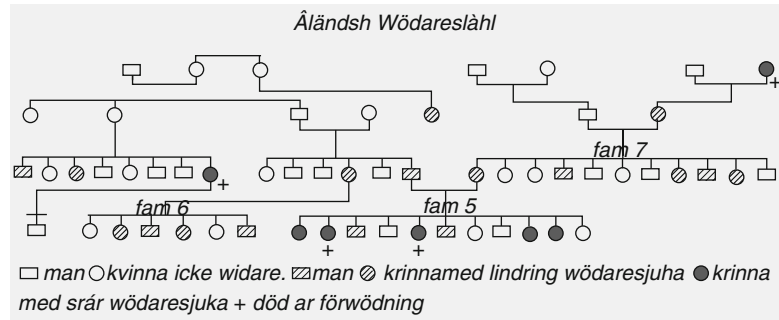 Åländsh Wödareslàhl
+
fam 7
+
fam 6 fam 5
+ +
man kvinna icke widare. man krinnamed lindring wödaresjuha krinna
med srár wödaresjuka + död ar förwödning